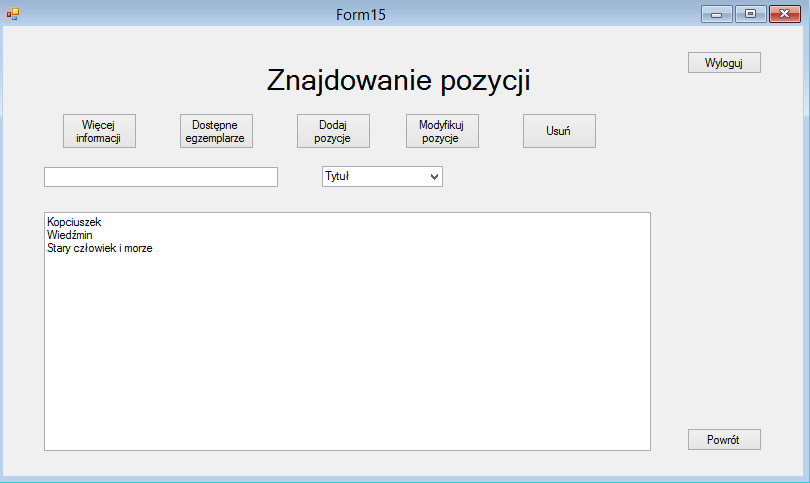 Form15
Wyloguj
Znajdowanie pozycji
Więcej
informacji
Dostępne
egzemplarze
Dodaj
pozycje
Modyfikuj
pozycje
Usuń
Tytuł
Kopciuszek
Wiedźmin
Stary człowiek i morze
Powrót